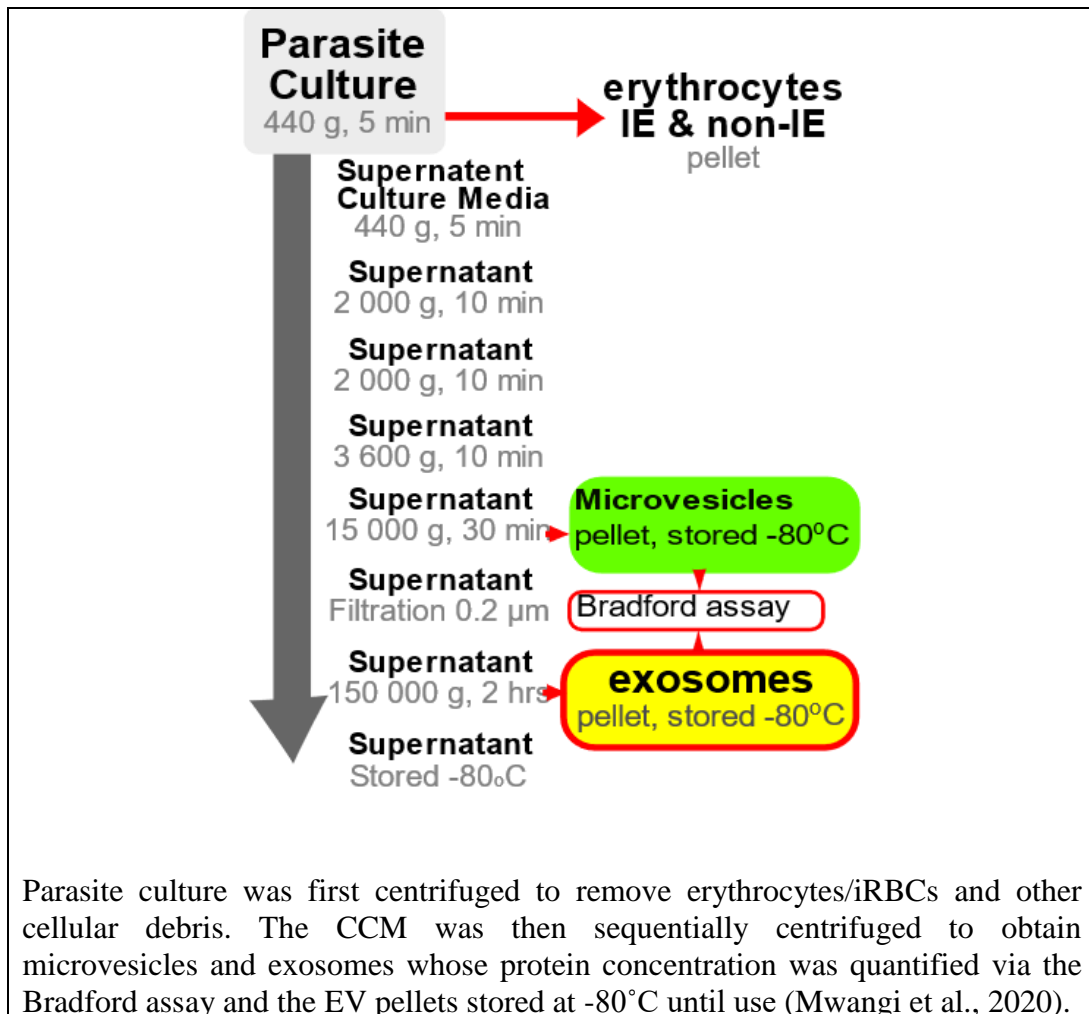 Parasite
Culture
440 g, 5 min
erythrocytes
IE & non-IE
pellet
Supernatent
Culture Media
440 g, 5 min
Supernatant
2 000 g, 10 min
Supernatant
2 000 g, 10 min
Supernatant
3 600 g, 10 min
Supernatant
15 000 g, 30 min
Microvesicles
pellet, stored -80⁰C
Supernatant
Filtration 0.2 µm
Bradford assay
Supernatant
150 000 g, 2 hrs
exosomes
pellet, stored -80⁰C
Supernatant
Stored -80₀C
Parasite culture was first centrifuged to remove erythrocytes/iRBCs and other
cellular debris. The CCM was then sequentially centrifuged to obtain
microvesicles and exosomes whose protein concentration was quantified via the
Bradford assay and the EV pellets stored at -80˚C until use (Mwangi et al., 2020).